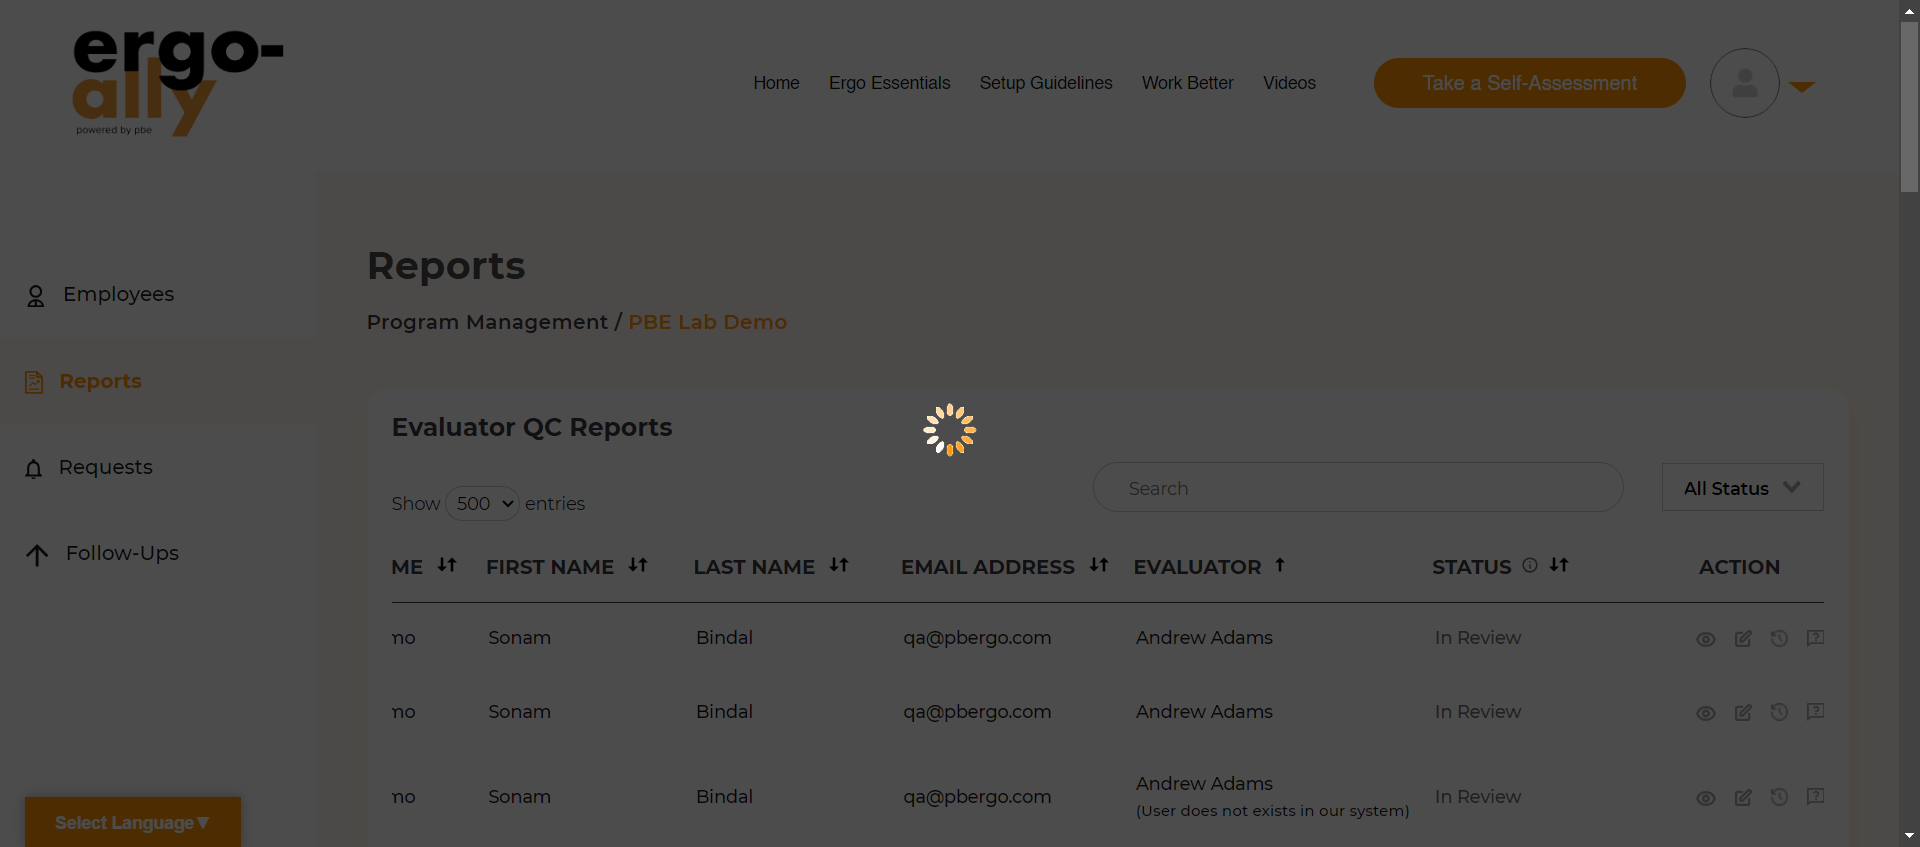 ergo-
ally
powered by pbe
Home Ergo Essentials Setup Guidelines Work Better Videos Take a Self-Assessment
Employees
Reports
Requests
Follow-Ups
Select Language▼
Reports
Program Management / PBE Lab Demo
Evaluator QC Reports
Show 500 entries
Search
All Status
ME FIRST NAME LAST NAME EMAIL ADDRESS EVALUATOR STATUS ACTION
mo Sonam Bindal qa@pbergo.com Andrew Adams In Review
mo Sonam Bindal qa@pbergo.com Andrew Adams In Review
mo Sonam Bindal qa@pbergo.com Andrew Adams In Review
(User does not exists in our system)